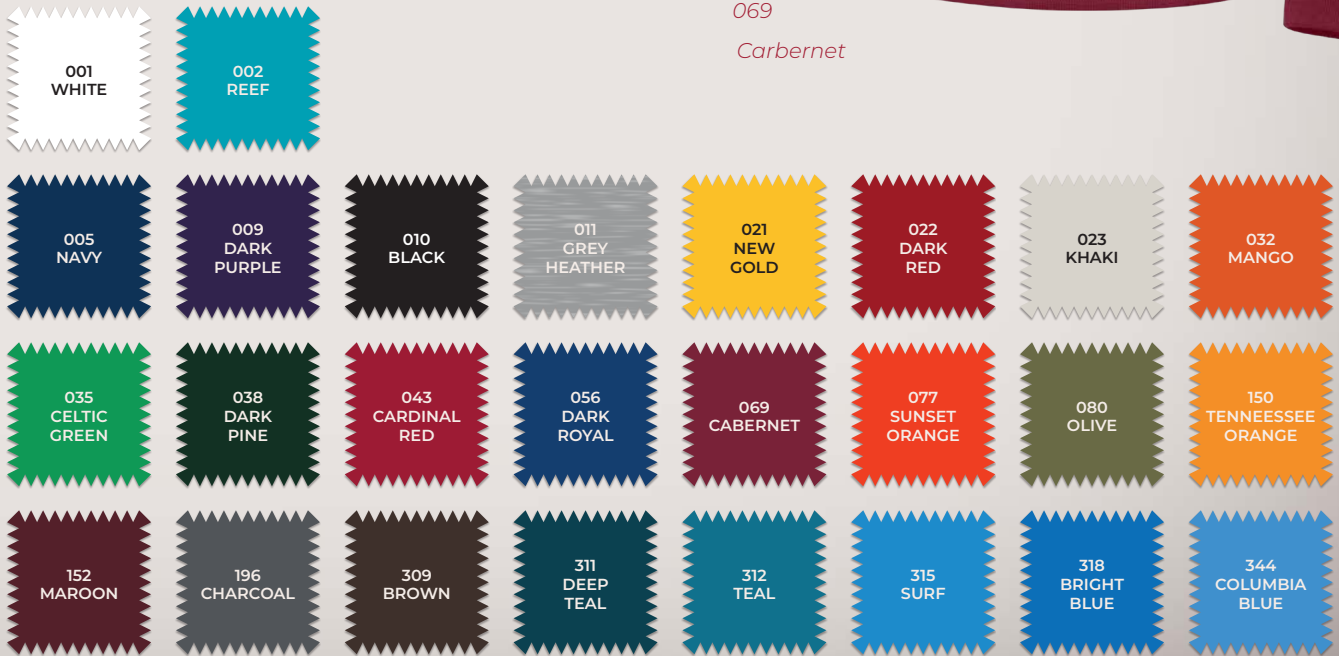 069
Carbernet
001
WHITE
002
REEF
005
NAVY
009
DARK
PURPLE
010
BLACK
011
GREY
HEATHER
021
NEW
GOLD
022
DARK
RED
023
KHAKI
032
MANGO
035
CELTIC
GREEN
038
DARK
PINE
043
CARDINAL
RED
056
DARK
ROYAL
069
CABERNET
077
SUNSET
ORANGE
080
OLIVE
150
TENNEESSEE
ORANGE
152
MAROON
196
CHARCOAL
309
BROWN
311
DEEP
TEAL
312
TEAL
315
SURF
318
BRIGHT
BLUE
344
COLUMBIA
BLUE